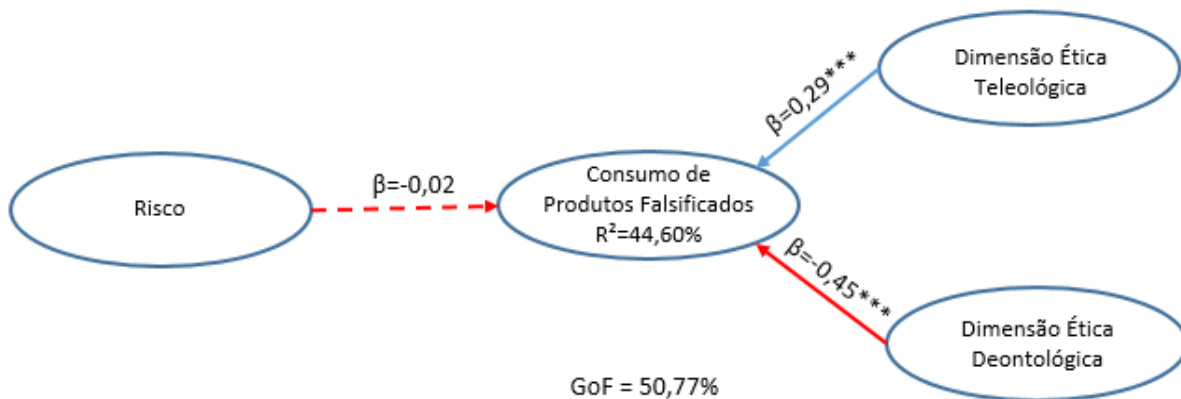 Dimensão Ética
Teleológica
β=0,29***
Risco
β=-0,02
Consumo de
Produtos Falsificados
R²=44,60%
β=-0,45***
Dimensão Ética
Deontológica
GoF = 50,77%